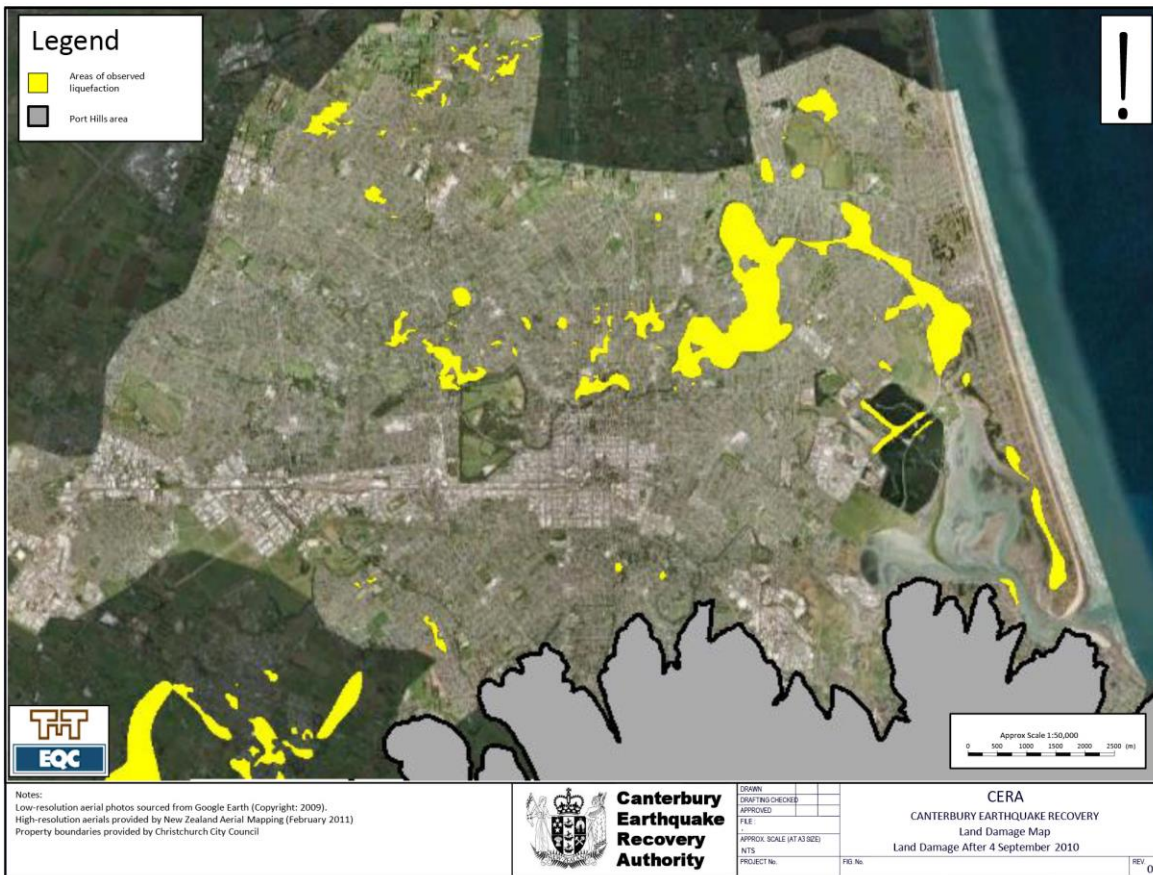 Legend
Areas of observed
liquefaction
Port Hills area
!
T+T
EQC
Approx Scale 1:50,000
0 500 1000 1500 2000 2500 (m)
Notes:
Low-resolution aerial photos sourced from Google Earth (Copyright: 2009).
High-resolution aerials provided by New Zealand Aerial Mapping (February 2011)
Property boundaries provided by Christchurch City Council
Canterbury
Earthquake
Recovery
Authority
DRAWN
DRAFTING CHECKED
APPROVED
FILE :
.
APPROX. SCALE (AT A3 SIZE)
NTS
PROJECT No.
CERA
CANTERBURY EARTHQUAKE RECOVERY
Land Damage Map
Land Damage After 4 September 2010
FIG. No.
REV.
0